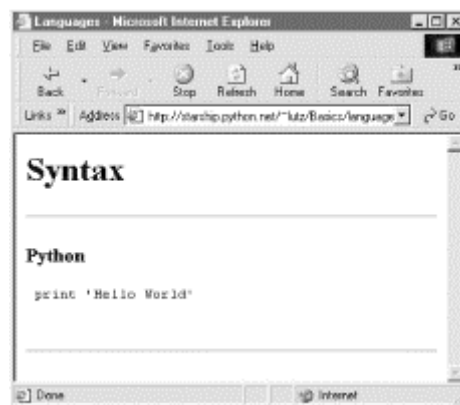 Languages - Microsoft Internet Explorer
File Edit View Favorites Tools Help
Back Forward Stop Refresh Home Search Favorites
Links » Address http://starship.python.net/~lutz/Basics/language Go
Syntax
Python
print 'Hello World'
Done Internet